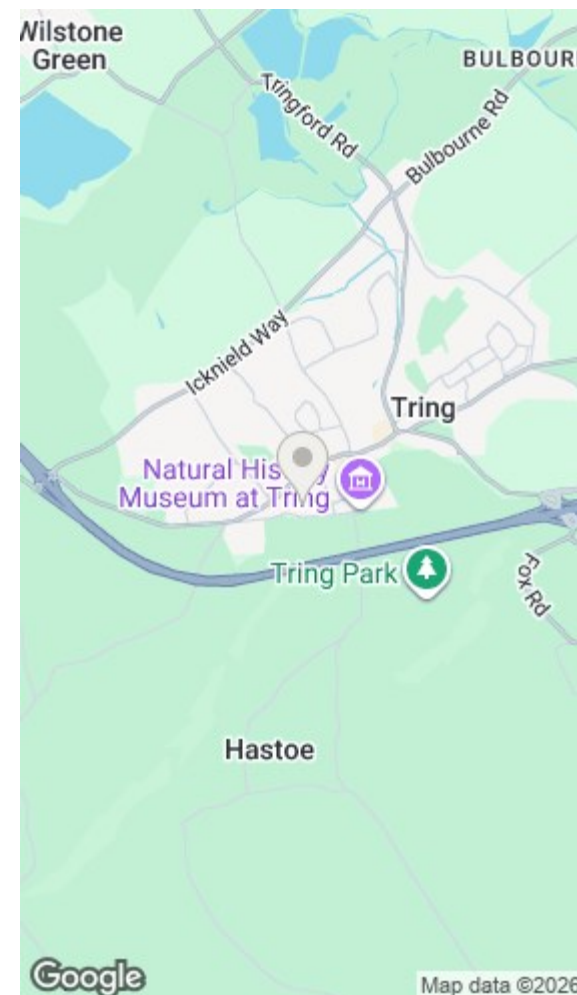 Wilstone
Green
BULBOUR
Tringford Rd
Bulbourne Rd
Icknield Way
Tring
Natural History
Museum at Tring
Tring Park
Fox Rd
Hastoe
Google
Map data ©2026